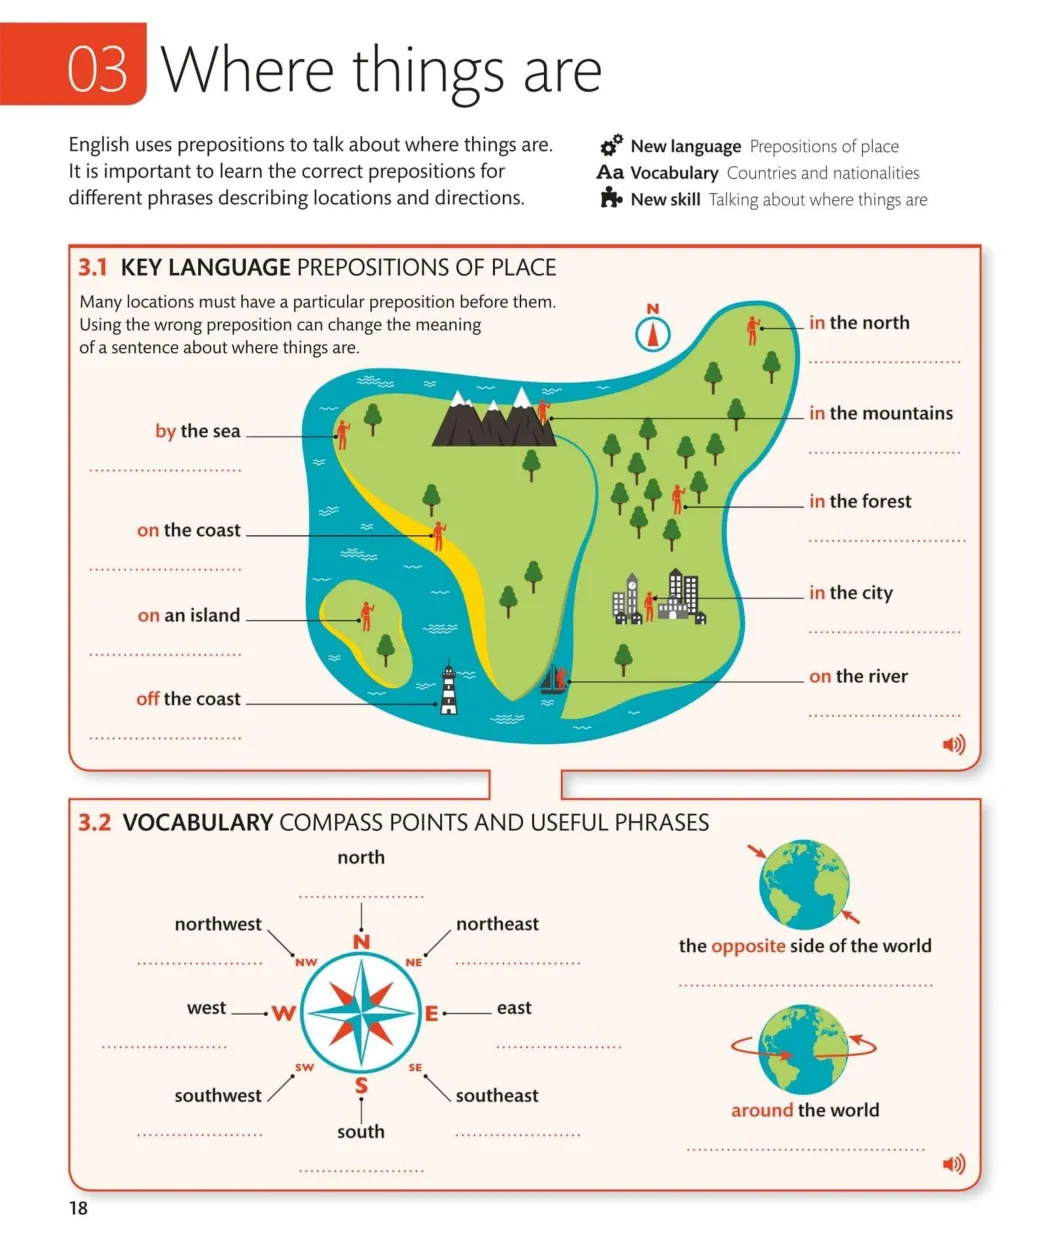 03 Where things are
English uses prepositions to talk about where things are.
It is important to learn the correct prepositions for
different phrases describing locations and directions.
New language Prepositions of place
Aa Vocabulary Countries and nationalities
New skill Talking about where things are
3.1 KEY LANGUAGE PREPOSITIONS OF PLACE
Many locations must have a particular preposition before them.
Using the wrong preposition can change the meaning
of a sentence about where things are.
N
by the sea
on the coast
on an island
off the coast
in the north
in the mountains
in the forest
in the city
on the river
3.2 VOCABULARY COMPASS POINTS AND USEFUL PHRASES
north
northwest
northeast
N
NW
NE
west
W
E
east
SW
SE
S
southwest
southeast
south
the opposite side of the world
around the world
18